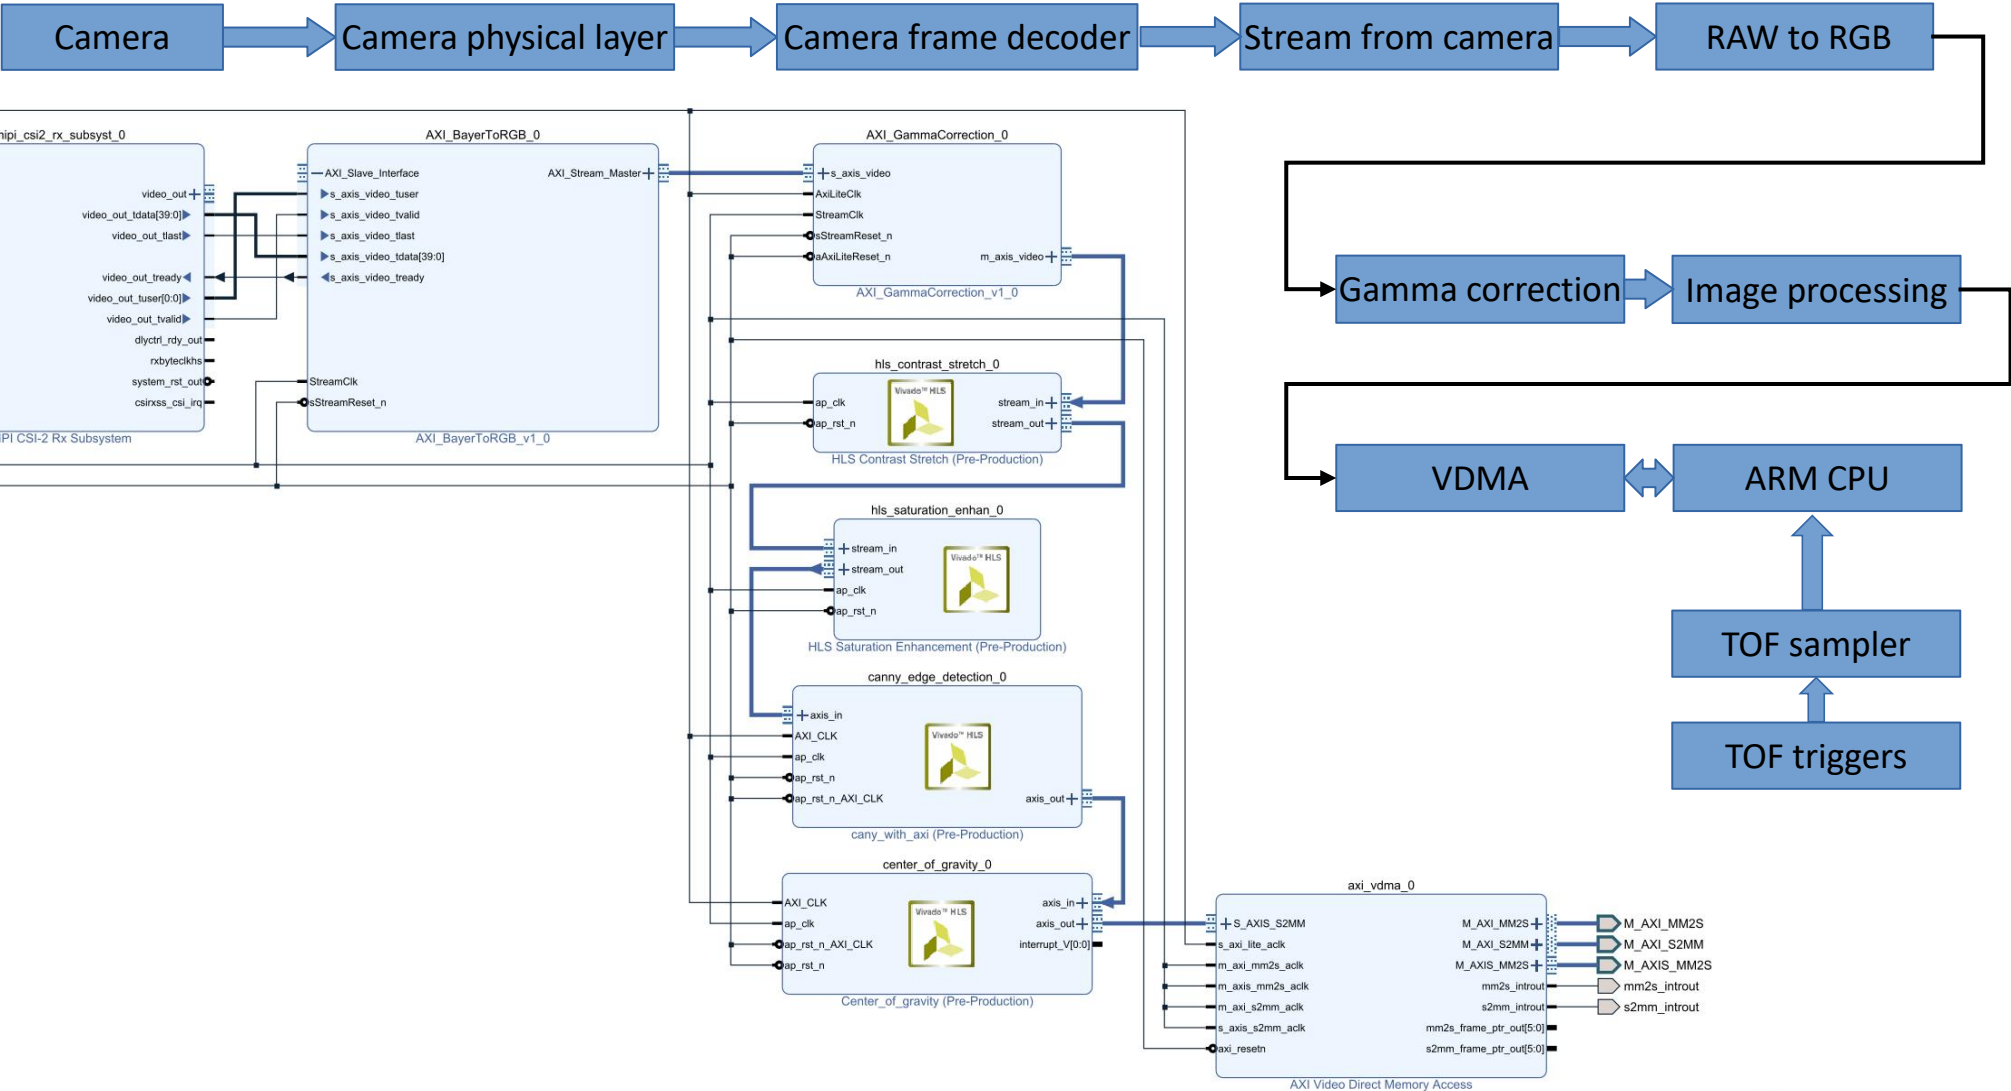 Camera
Camera physical layer
Camera frame decoder
Stream from camera
RAW to RGB
Gamma correction
Image processing
VDMA
ARM CPU
TOF sampler
TOF triggers
mipi_csi2_rx_subsyst_0
video_out
video_out_tdata[39:0]
video_out_tlast
video_out_tready
video_out_tuser[0:0]
video_out_tvalid
dlyctrl_rdy_out
rxbyteclkhs
system_rst_out
csirxss_csi_irq
IPI CSI-2 Rx Subsystem
AXI_BayerToRGB_0
AXI_Slave_Interface
s_axis_video_tuser
s_axis_video_tvalid
s_axis_video_tlast
s_axis_video_tdata[39:0]
s_axis_video_tready
StreamClk
sStreamReset_n
AXI_Stream_Master
AXI_BayerToRGB_v1_0
AXI_GammaCorrection_0
s_axis_video
AxiLiteClk
StreamClk
sStreamReset_n
aAxiLiteReset_n
m_axis_video
AXI_GammaCorrection_v1_0
hls_contrast_stretch_0
Vivado™ HLS
ap_clk
ap_rst_n
stream_in
stream_out
HLS Contrast Stretch (Pre-Production)
hls_saturation_enhan_0
stream_in
stream_out
ap_clk
ap_rst_n
Vivado™ HLS
HLS Saturation Enhancement (Pre-Production)
canny_edge_detection_0
axis_in
AXI_CLK
ap_clk
ap_rst_n
ap_rst_n_AXI_CLK
Vivado™ HLS
axis_out
cany_with_axi (Pre-Production)
center_of_gravity_0
AXI_CLK
ap_clk
ap_rst_n_AXI_CLK
ap_rst_n
Vivado™ HLS
axis_in
axis_out
interrupt_V[0:0]
Center_of_gravity (Pre-Production)
axi_vdma_0
S_AXIS_S2MM
s_axi_lite_aclk
m_axi_mm2s_aclk
m_axis_mm2s_aclk
m_axi_s2mm_aclk
s_axis_s2mm_aclk
axi_resetn
M_AXI_MM2S
M_AXI_S2MM
M_AXIS_MM2S
mm2s_introut
s2mm_introut
mm2s_frame_ptr_out[5:0]
s2mm_frame_ptr_out[5:0]
AXI Video Direct Memory Access
M_AXI_MM2S
M_AXI_S2MM
M_AXIS_MM2S
mm2s_introut
s2mm_introut